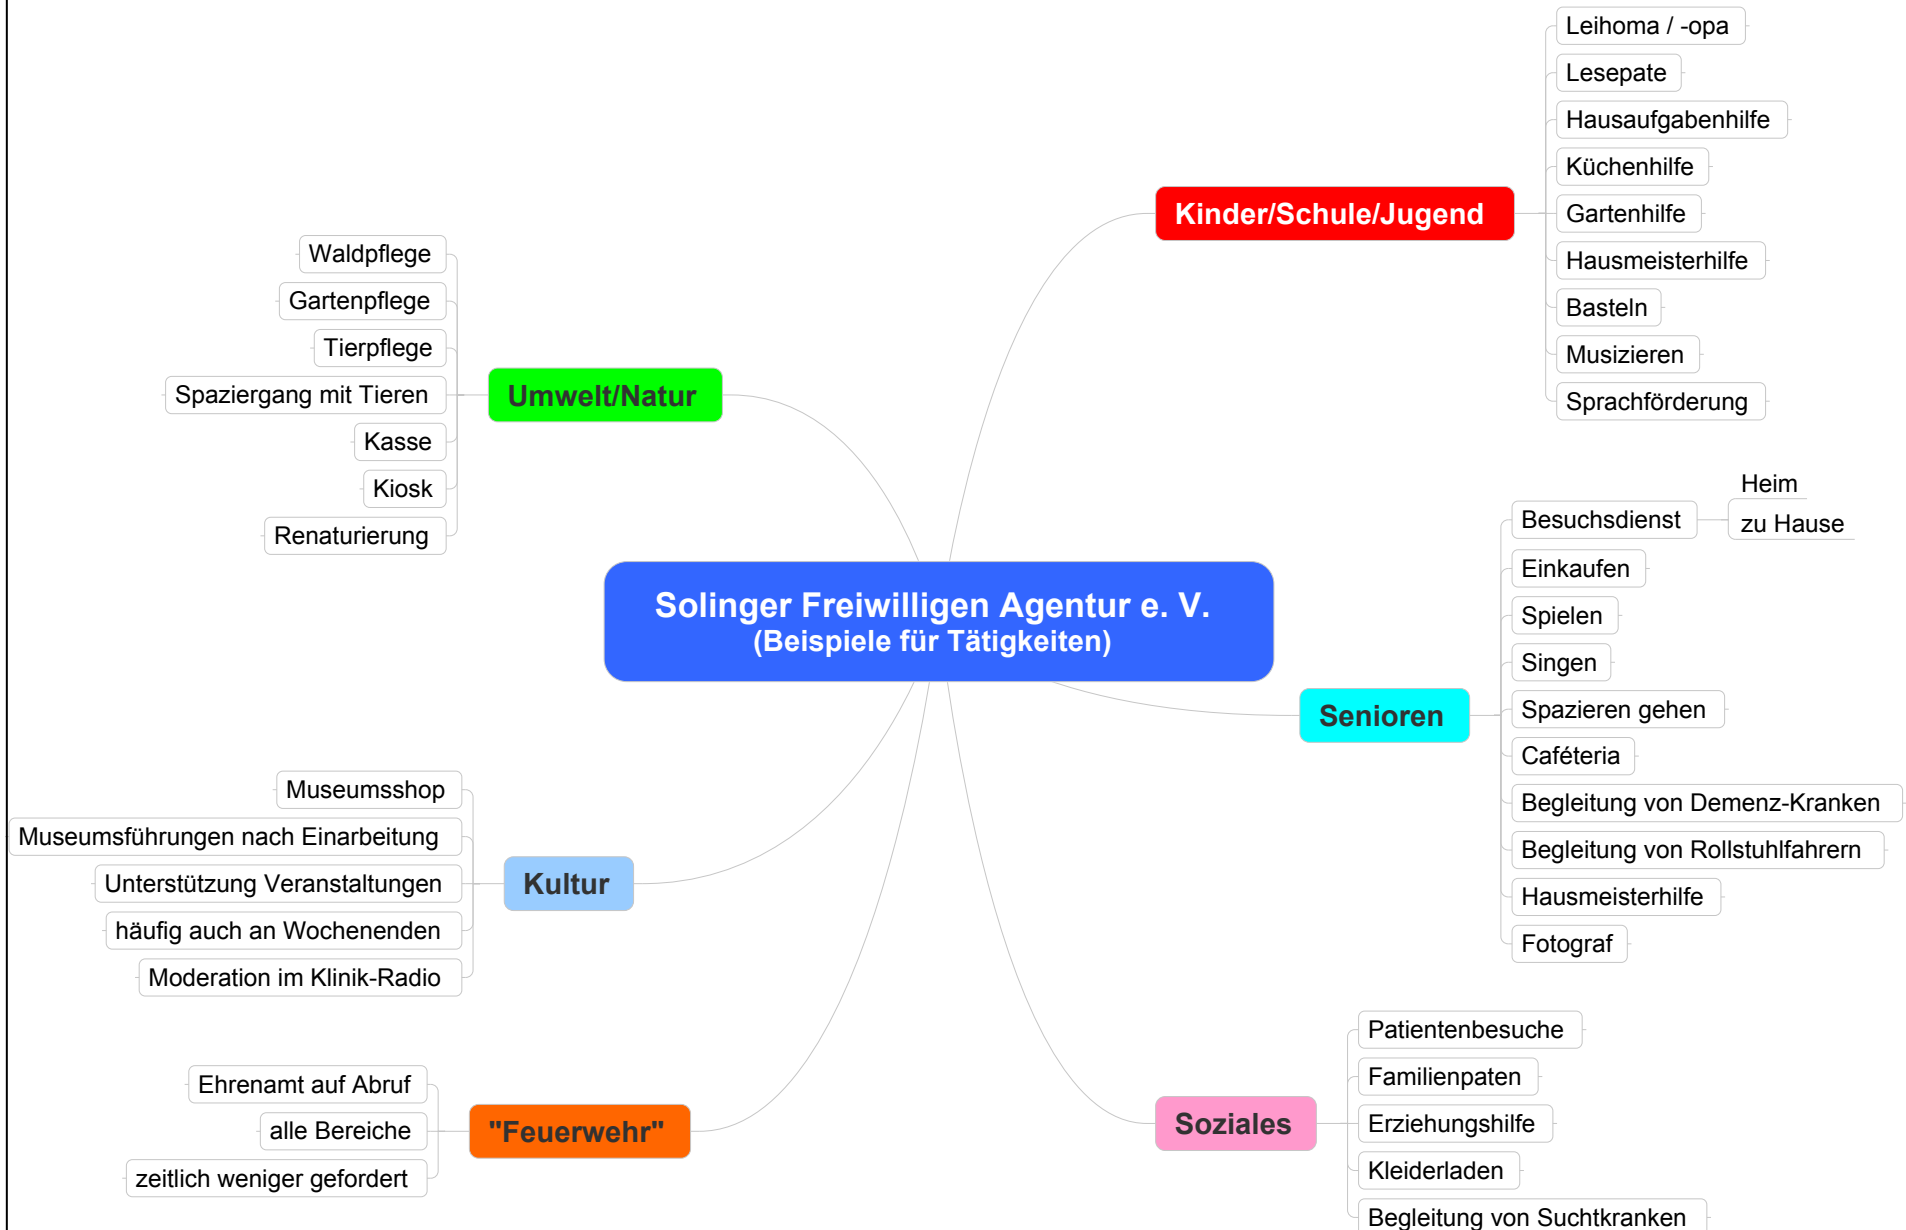 Solinger Freiwilligen Agentur e. V.
(Beispiele für Tätigkeiten)
Kinder/Schule/Jugend
Leihoma / -opa
Lesepate
Hausaufgabenhilfe
Küchenhilfe
Gartenhilfe
Hausmeisterhilfe
Basteln
Musizieren
Sprachförderung
Senioren
Besuchsdienst
Heim
zu Hause
Einkaufen
Spielen
Singen
Spazieren gehen
Caféteria
Begleitung von Demenz-Kranken
Begleitung von Rollstuhlfahrern
Hausmeisterhilfe
Fotograf
Soziales
Patientenbesuche
Familienpaten
Erziehungshilfe
Kleiderladen
Begleitung von Suchtkranken
Umwelt/Natur
Waldpflege
Gartenpflege
Tierpflege
Spaziergang mit Tieren
Kasse
Kiosk
Renaturierung
Kultur
Museumsshop
Museumsführungen nach Einarbeitung
Unterstützung Veranstaltungen
häufig auch an Wochenenden
Moderation im Klinik-Radio
"Feuerwehr"
Ehrenamt auf Abruf
alle Bereiche
zeitlich weniger gefordert